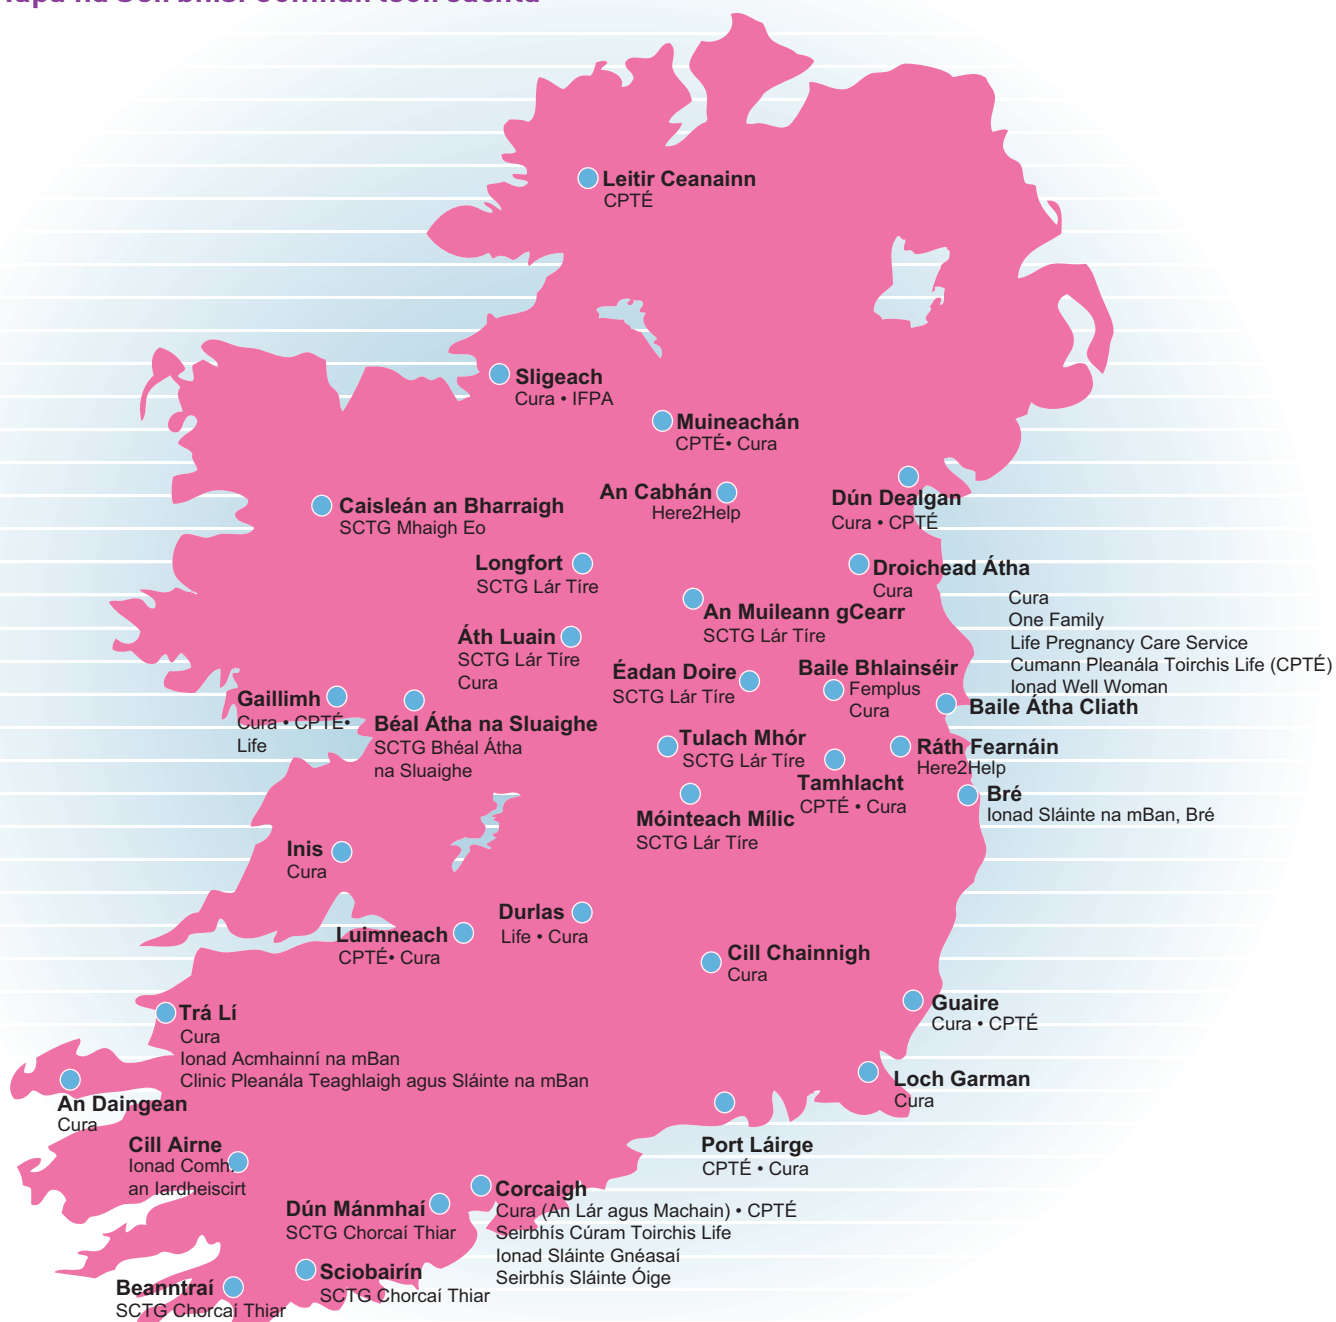 Leitir Ceanainn
CPTÉ
Sligeach
Cura • IFPA
Muineachán
CPTÉ• Cura
An Cabhán
Here2Help
Dún Dealgan
Cura • CPTÉ
Caisleán an Bharraigh
SCTG Mhaigh Eo
Longfort
SCTG Lár Tíre
Droichead Átha
Cura
An Muileann gCearr
SCTG Lár Tíre
Cura
One Family
Life Pregnancy Care Service
Cumann Pleanála Toirchis Life (CPTÉ)
Ionad Well Woman
Baile Átha Cliath
Áth Luain
SCTG Lár Tíre
Cura
Éadan Doire
SCTG Lár Tíre
Baile Bhlainséir
Femplus
Cura
Gaillimh
Cura • CPTÉ•
Life
Béal Átha na Sluaighe
SCTG Bhéal Átha
na Sluaighe
Tulach Mhór
SCTG Lár Tíre
Ráth Fearnáin
Here2Help
Tamhlacht
CPTÉ • Cura
Bré
Ionad Sláinte na mBan, Bré
Móinteach Mílic
SCTG Lár Tíre
Inis
Cura
Durlas
Life • Cura
Luimneach
CPTÉ• Cura
Cill Chainnigh
Cura
Guaire
Cura • CPTÉ
Trá Lí
Cura
Ionad Acmhainní na mBan
Clinic Pleanála Teaghlaigh agus Sláinte na mBan
Loch Garman
Cura
An Daingean
Cura
Cill Airne
Ionad
an Iardheiscirt
Port Láirge
CPTÉ • Cura
Corcaigh
Cura (An Lár agus Machain) • CPTÉ
Seirbhís Cúram Toirchis Life
Ionad Sláinte Gnéasaí
Seirbhís Sláinte Óige
Dún Mánmhaí
SCTG Chorcaí Thiar
Sciobairín
SCTG Chorcaí Thiar
Beanntraí
SCTG Chorcaí Thiar